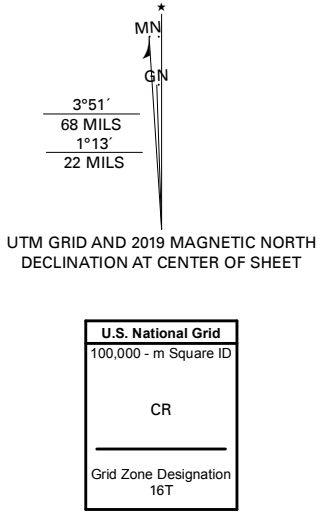 MN
GN
3°51´
68 MILS
1°13´
22 MILS
UTM GRID AND 2019 MAGNETIC NORTH
DECLINATION AT CENTER OF SHEET
U.S. National Grid
100,000 - m Square ID
CR
Grid Zone Designation
16T